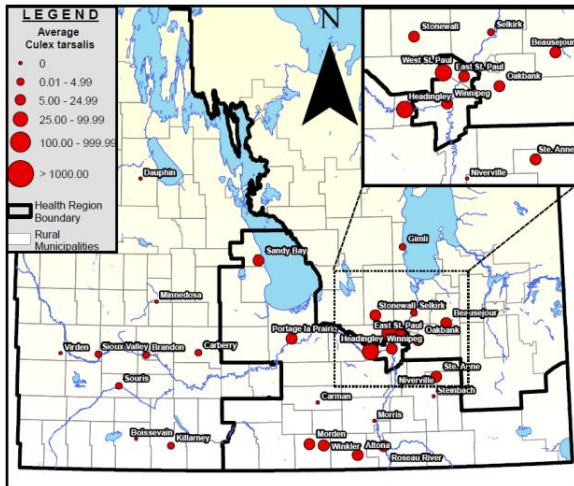 LEGEND
Average
Culex tarsalis
0
0.01 - 4.99
5.00 - 24.99
25.00 - 99.99
100.00 - 999.99
> 1000.00
Health Region
Boundary
Rural
Municipalities
N
Stonewall
Selkirk
Beausejour
West St. Paul
East St. Paul
Oakbank
Headingley
Winnipeg
Ste. Anne
Niverville
Dauphin
Gimli
Sandy Bay
Minnedosa
Stonewall
Selkirk
Beausejour
Portage la Prairie
East St. Paul
Oakbank
Headingley
Winnipeg
Virden
Sioux Valley
Brandon
Carberry
Ste. Anne
Niverville
Souris
Steinbach
Carman
Morris
Boissevain
Killarney
Morden
Winkler
Altona
Roseau River